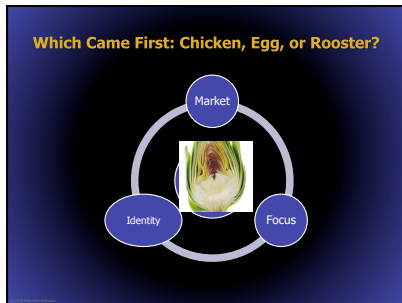 Which Came First: Chicken, Egg, or Rooster?
Market
Identity
Focus